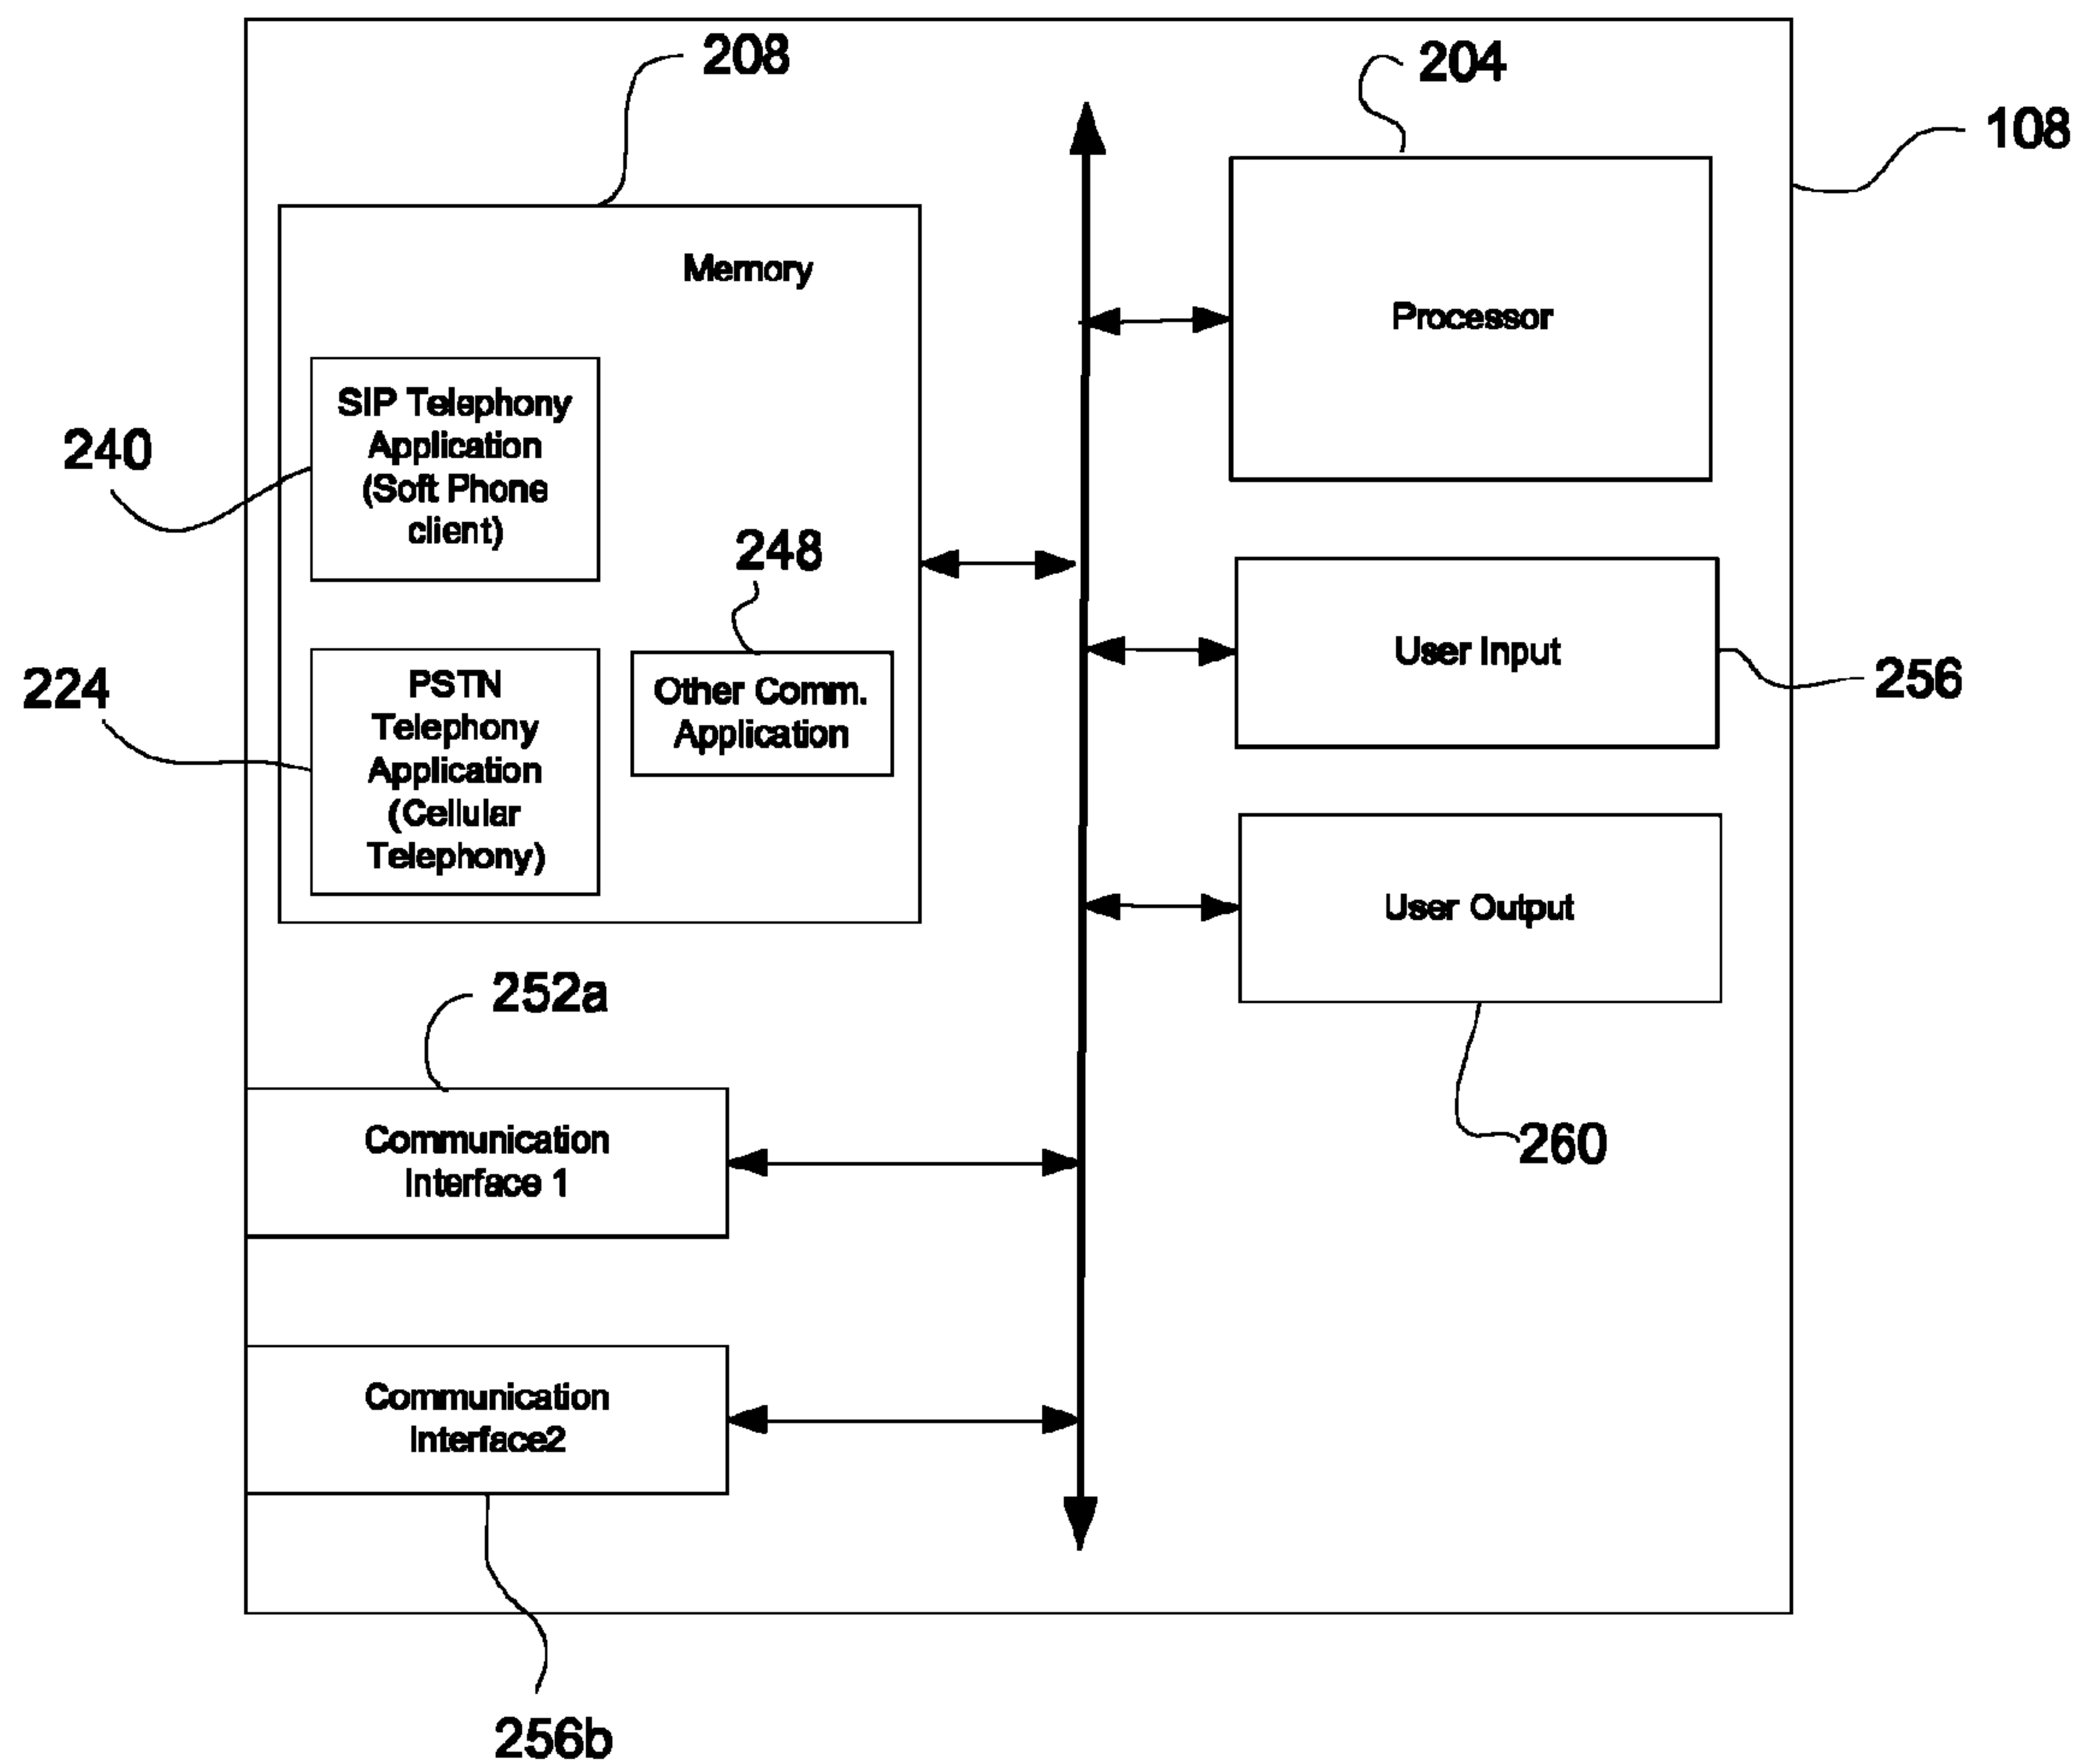 208
204
108
Memory
Processor
SIP Telephony
Application
(Soft Phone
client)
240
248
User Input
256
224
PSTN
Telephony
Application
(Cellular
Telephony)
Other Comm.
Application
User Output
252a
260
Communication
Interface 1
Communication
Interface2
256b